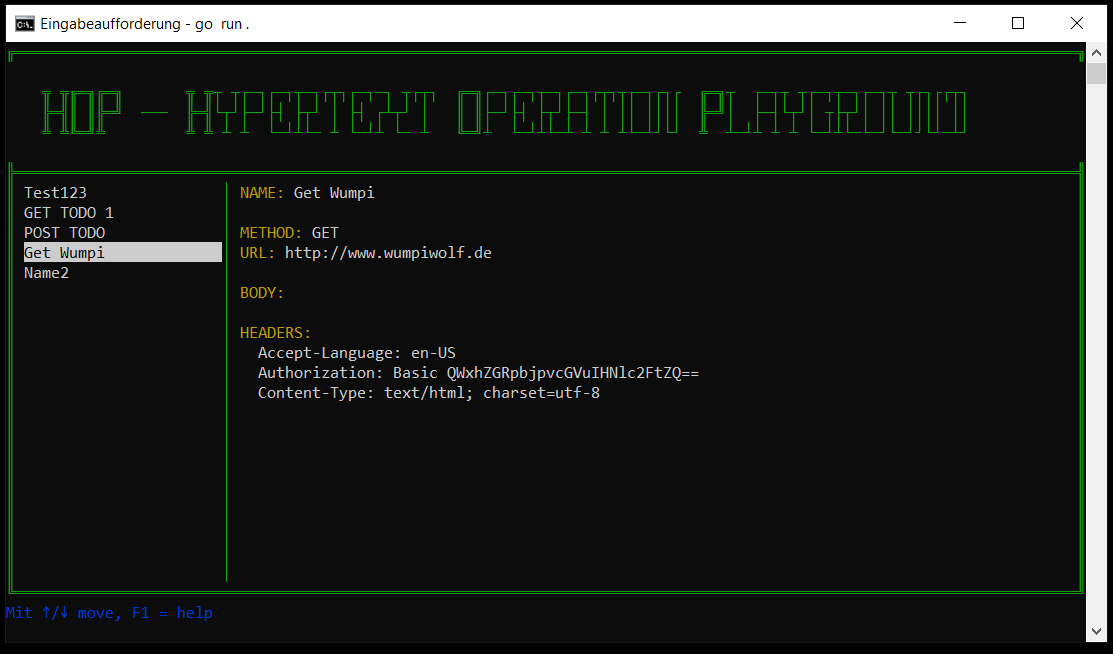 Eingabeaufforderung - go run .
HOP — HYPERTEXT OPERATION PLAYGROUND
Test123
GET TODO 1
POST TODO
Get Wumpi
Name2
NAME: Get Wumpi
METHOD: GET
URL: http://www.wumpiwolf.de
BODY:
HEADERS:
Accept-Language: en-US
Authorization: Basic QWxhZGRpbjpvcGVuIHNlc2FtZQ==
Content-Type: text/html; charset=utf-8
Mit ↑/↓ move, F1 = help